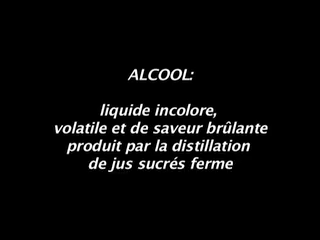 ALCOOL:
liquide incolore,
volatile et de saveur brûlante
produit par la distillation
de jus sucrés ferme